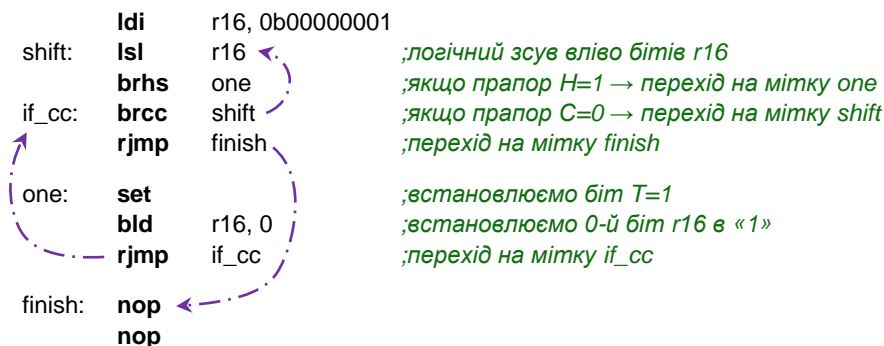 ldi r16, 0b00000001
shift: lsl r16 ;логічний зсув вліво бітів r16
brhs one ;якщо прапор H=1 → перехід на мітку one
if_cc: brcc shift ;якщо прапор C=0 → перехід на мітку shift
rjmp finish ;перехід на мітку finish
one: set ;встановлюємо біт T=1
bld r16, 0 ;встановлюємо 0-й біт r16 в «1»
rjmp if_cc ;перехід на мітку if_cc
finish: nop
nop